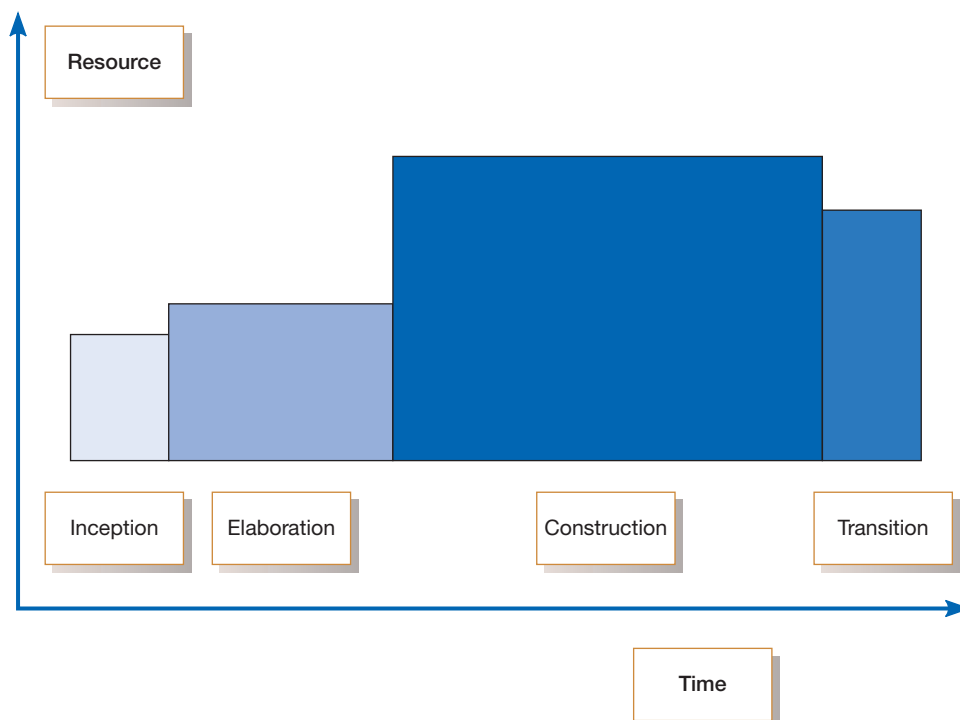 Resource
Inception
Elaboration
Construction
Transition
Time